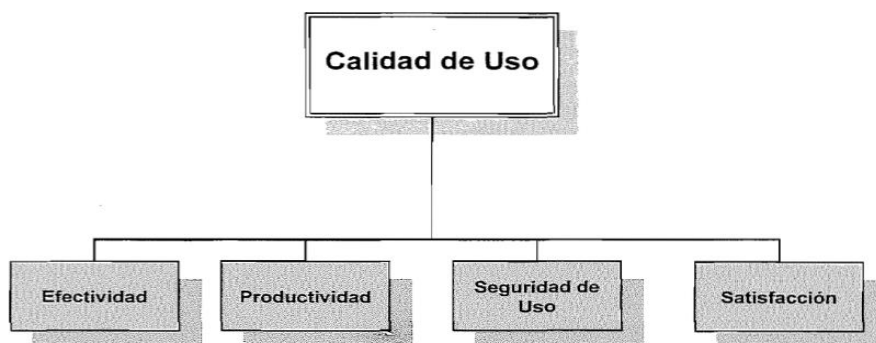 Calidad de Uso
Efectividad
Productividad
Seguridad de
Uso
Satisfacción